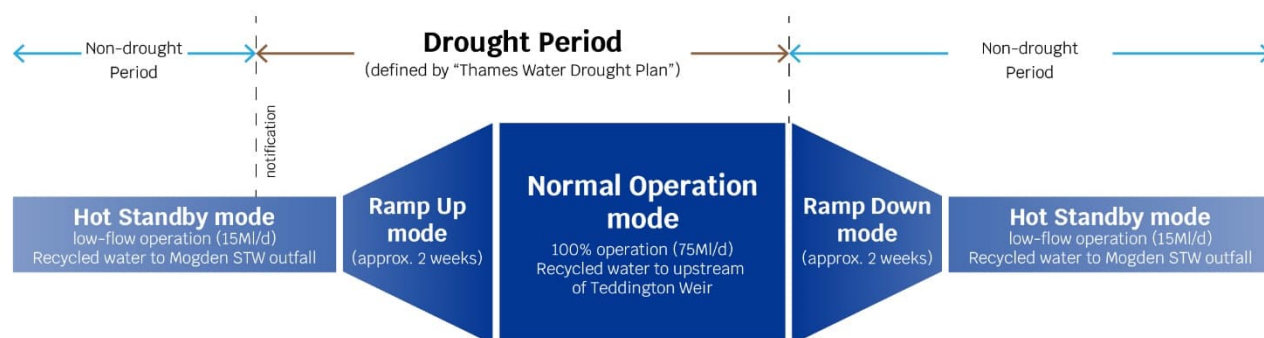 Non-drought
Period
Drought Period
(defined by “Thames Water Drought Plan”)
Non-drought
Period
notification
Hot Standby mode
low-flow operation (15Ml/d)
Recycled water to Mogden STW outfall
Ramp Up
mode
(approx. 2 weeks)
Normal Operation
mode
100% operation (75Ml/d)
Recycled water to upstream
of Teddington Weir
Ramp Down
mode
(approx. 2 weeks)
Hot Standby mode
low-flow operation (15Ml/d)
Recycled water to Mogden STW outfall